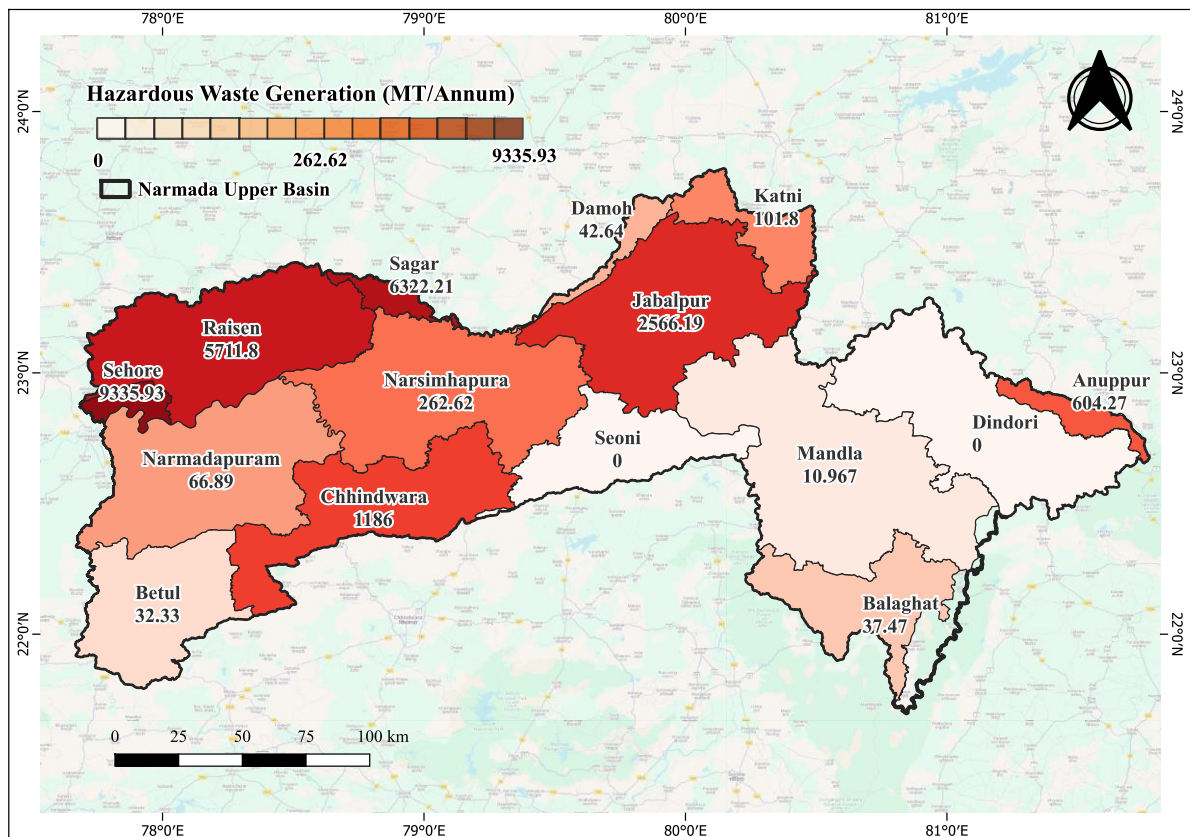 78°0'E 79°0'E 80°0'E 81°0'E
24°0'N 24°0'N
Hazardous Waste Generation (MT/Annum)
0 262.62 9335.93
Narmada Upper Basin
Katni
101.8
Damoh
42.64
Sagar
6322.21
Jabalpur
2566.19
Raisen
5711.8
Sehore
9335.93
Narsimhapura
262.62
Anuppur
604.27
23°0'N 23°0'N
Dindori
0
Seoni
0
Mandla
10.967
Narmadapuram
66.89
Chhindwara
1186
Betul
32.33
Balaghat
37.47
22°0'N 22°0'N
0 25 50 75 100 km
78°0'E 79°0'E 80°0'E 81°0'E